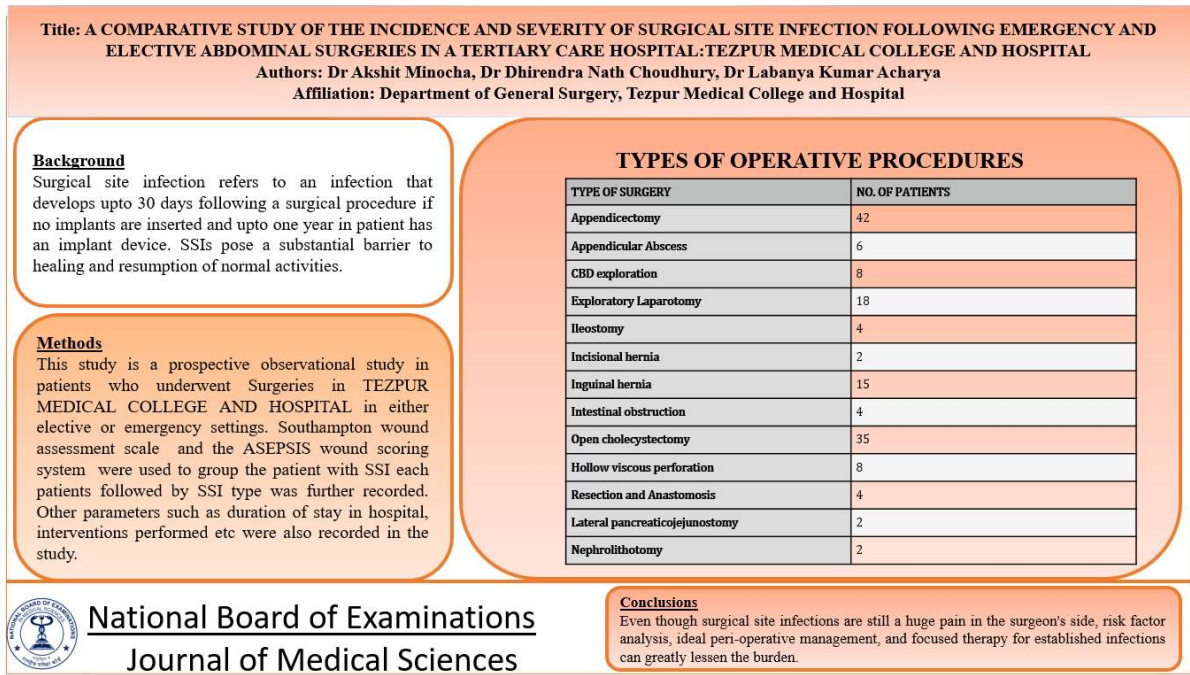 Title: A COMPARATIVE STUDY OF THE INCIDENCE AND SEVERITY OF SURGICAL SITE INFECTION FOLLOWING EMERGENCY AND
ELECTIVE ABDOMINAL SURGERIES IN A TERTIARY CARE HOSPITAL:TEZPUR MEDICAL COLLEGE AND HOSPITAL
Authors: Dr Akshit Minocha, Dr Dhirendra Nath Choudhury, Dr Labanya Kumar Acharya
Affiliation: Department of General Surgery, Tezpur Medical College and Hospital
Background
Surgical site infection refers to an infection that
develops upto 30 days following a surgical procedure if
no implants are inserted and upto one year in patient has
an implant device. SSIs pose a substantial barrier to
healing and resumption of normal activities.
Methods
This study is a prospective observational study in
patients who underwent Surgeries in TEZPUR
MEDICAL COLLEGE AND HOSPITAL in either
elective or emergency settings. Southampton wound
assessment scale and the ASEPSIS wound scoring
system were used to group the patient with SSI each
patients followed by SSI type was further recorded.
Other parameters such as duration of stay in hospital,
interventions performed etc were also recorded in the
study.
TYPES OF OPERATIVE PROCEDURES
TYPE OF SURGERY NO. OF PATIENTS
Appendicectomy 42
Appendicular Abscess 6
CBD exploration 8
Exploratory Laparotomy 18
Ileostomy 4
Incisional hernia 2
Inguinal hernia 15
Intestinal obstruction 4
Open cholecystectomy 35
Hollow viscous perforation 8
Resection and Anastomosis 4
Lateral pancreaticojejunostomy 2
Nephrolithotomy 2
National Board of Examinations
Journal of Medical Sciences
Conclusions
Even though surgical site infections are still a huge pain in the surgeon's side, risk factor
analysis, ideal peri-operative management, and focused therapy for established infections
can greatly lessen the burden.